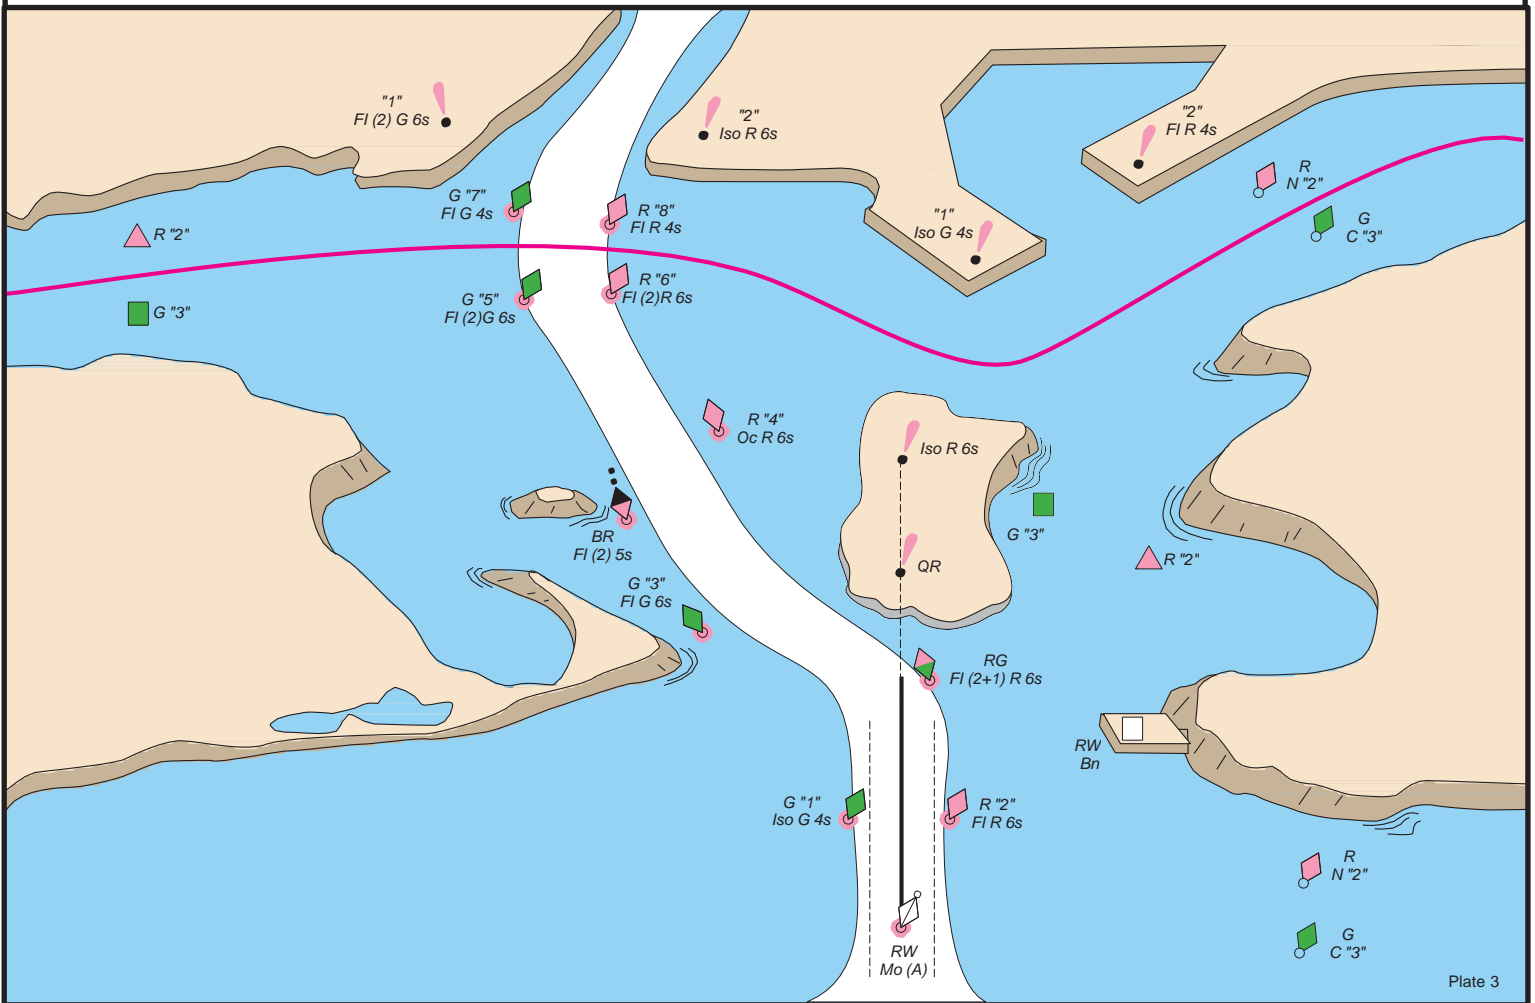 "1"
Fl (2) G 6s
"2"
Iso R 6s
"2"
Fl R 4s
R
N "2"
G
C "3"
G "7"
Fl G 4s
R "8"
Fl R 4s
"1"
Iso G 4s
R "2"
G "3"
G "5"
Fl (2)G 6s
R "6"
Fl (2)R 6s
R "4"
Oc R 6s
Iso R 6s
G "3"
BR
Fl (2) 5s
QR
R "2"
G "3"
Fl G 6s
RG
Fl (2+1) R 6s
RW
Bn
G "1"
Iso G 4s
R "2"
Fl R 6s
R
N "2"
RW
Mo (A)
G
C "3"
Plate 3